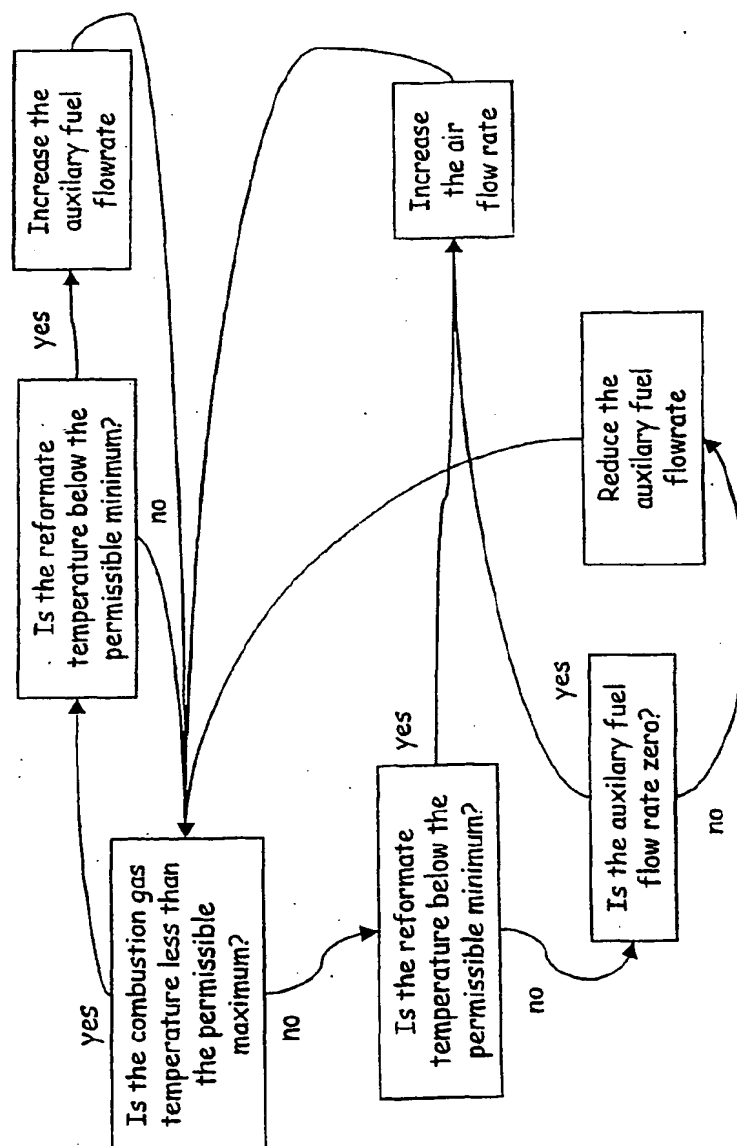 Is the combustion gas
temperature less than
the permissible
maximum?
yes
no
Is the reformate
temperature below the
permissible minimum?
yes
no
Increase the
auxilary fuel
flowrate
Is the reformate
temperature below the
permissible minimum?
yes
no
Increase
the air
flow rate
Is the auxilary fuel
flow rate zero?
yes
no
Reduce the
auxilary fuel
flowrate